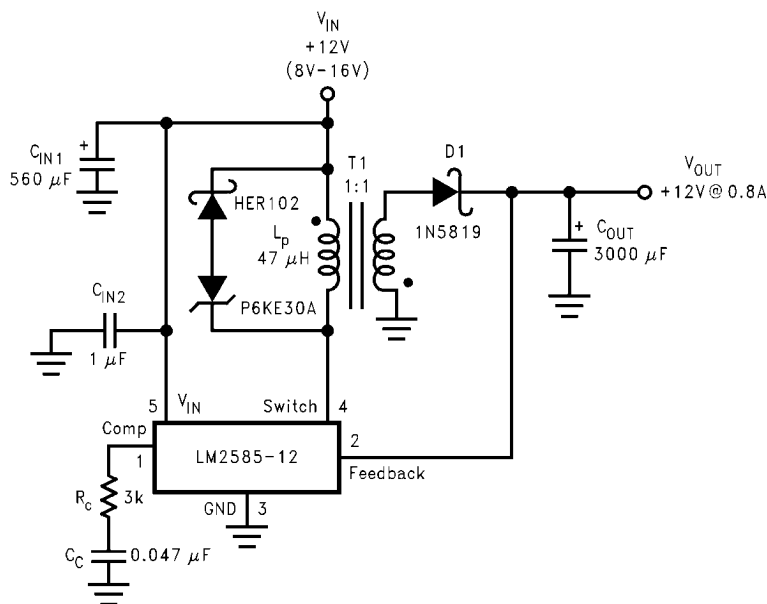 V_IN
+12V
(8V–16V)
C_IN1
+
560 μF
HER102
T1
1:1
D1
1N5819
V_OUT
+12V@0.8A
+
C_OUT
3000 μF
L_p
47 μH
C_IN2
1 μF
P6KE30A
5
V_IN
Switch
4
Comp
1
LM2585-12
2
Feedback
R_c
3k
GND
3
C_C
0.047 μF